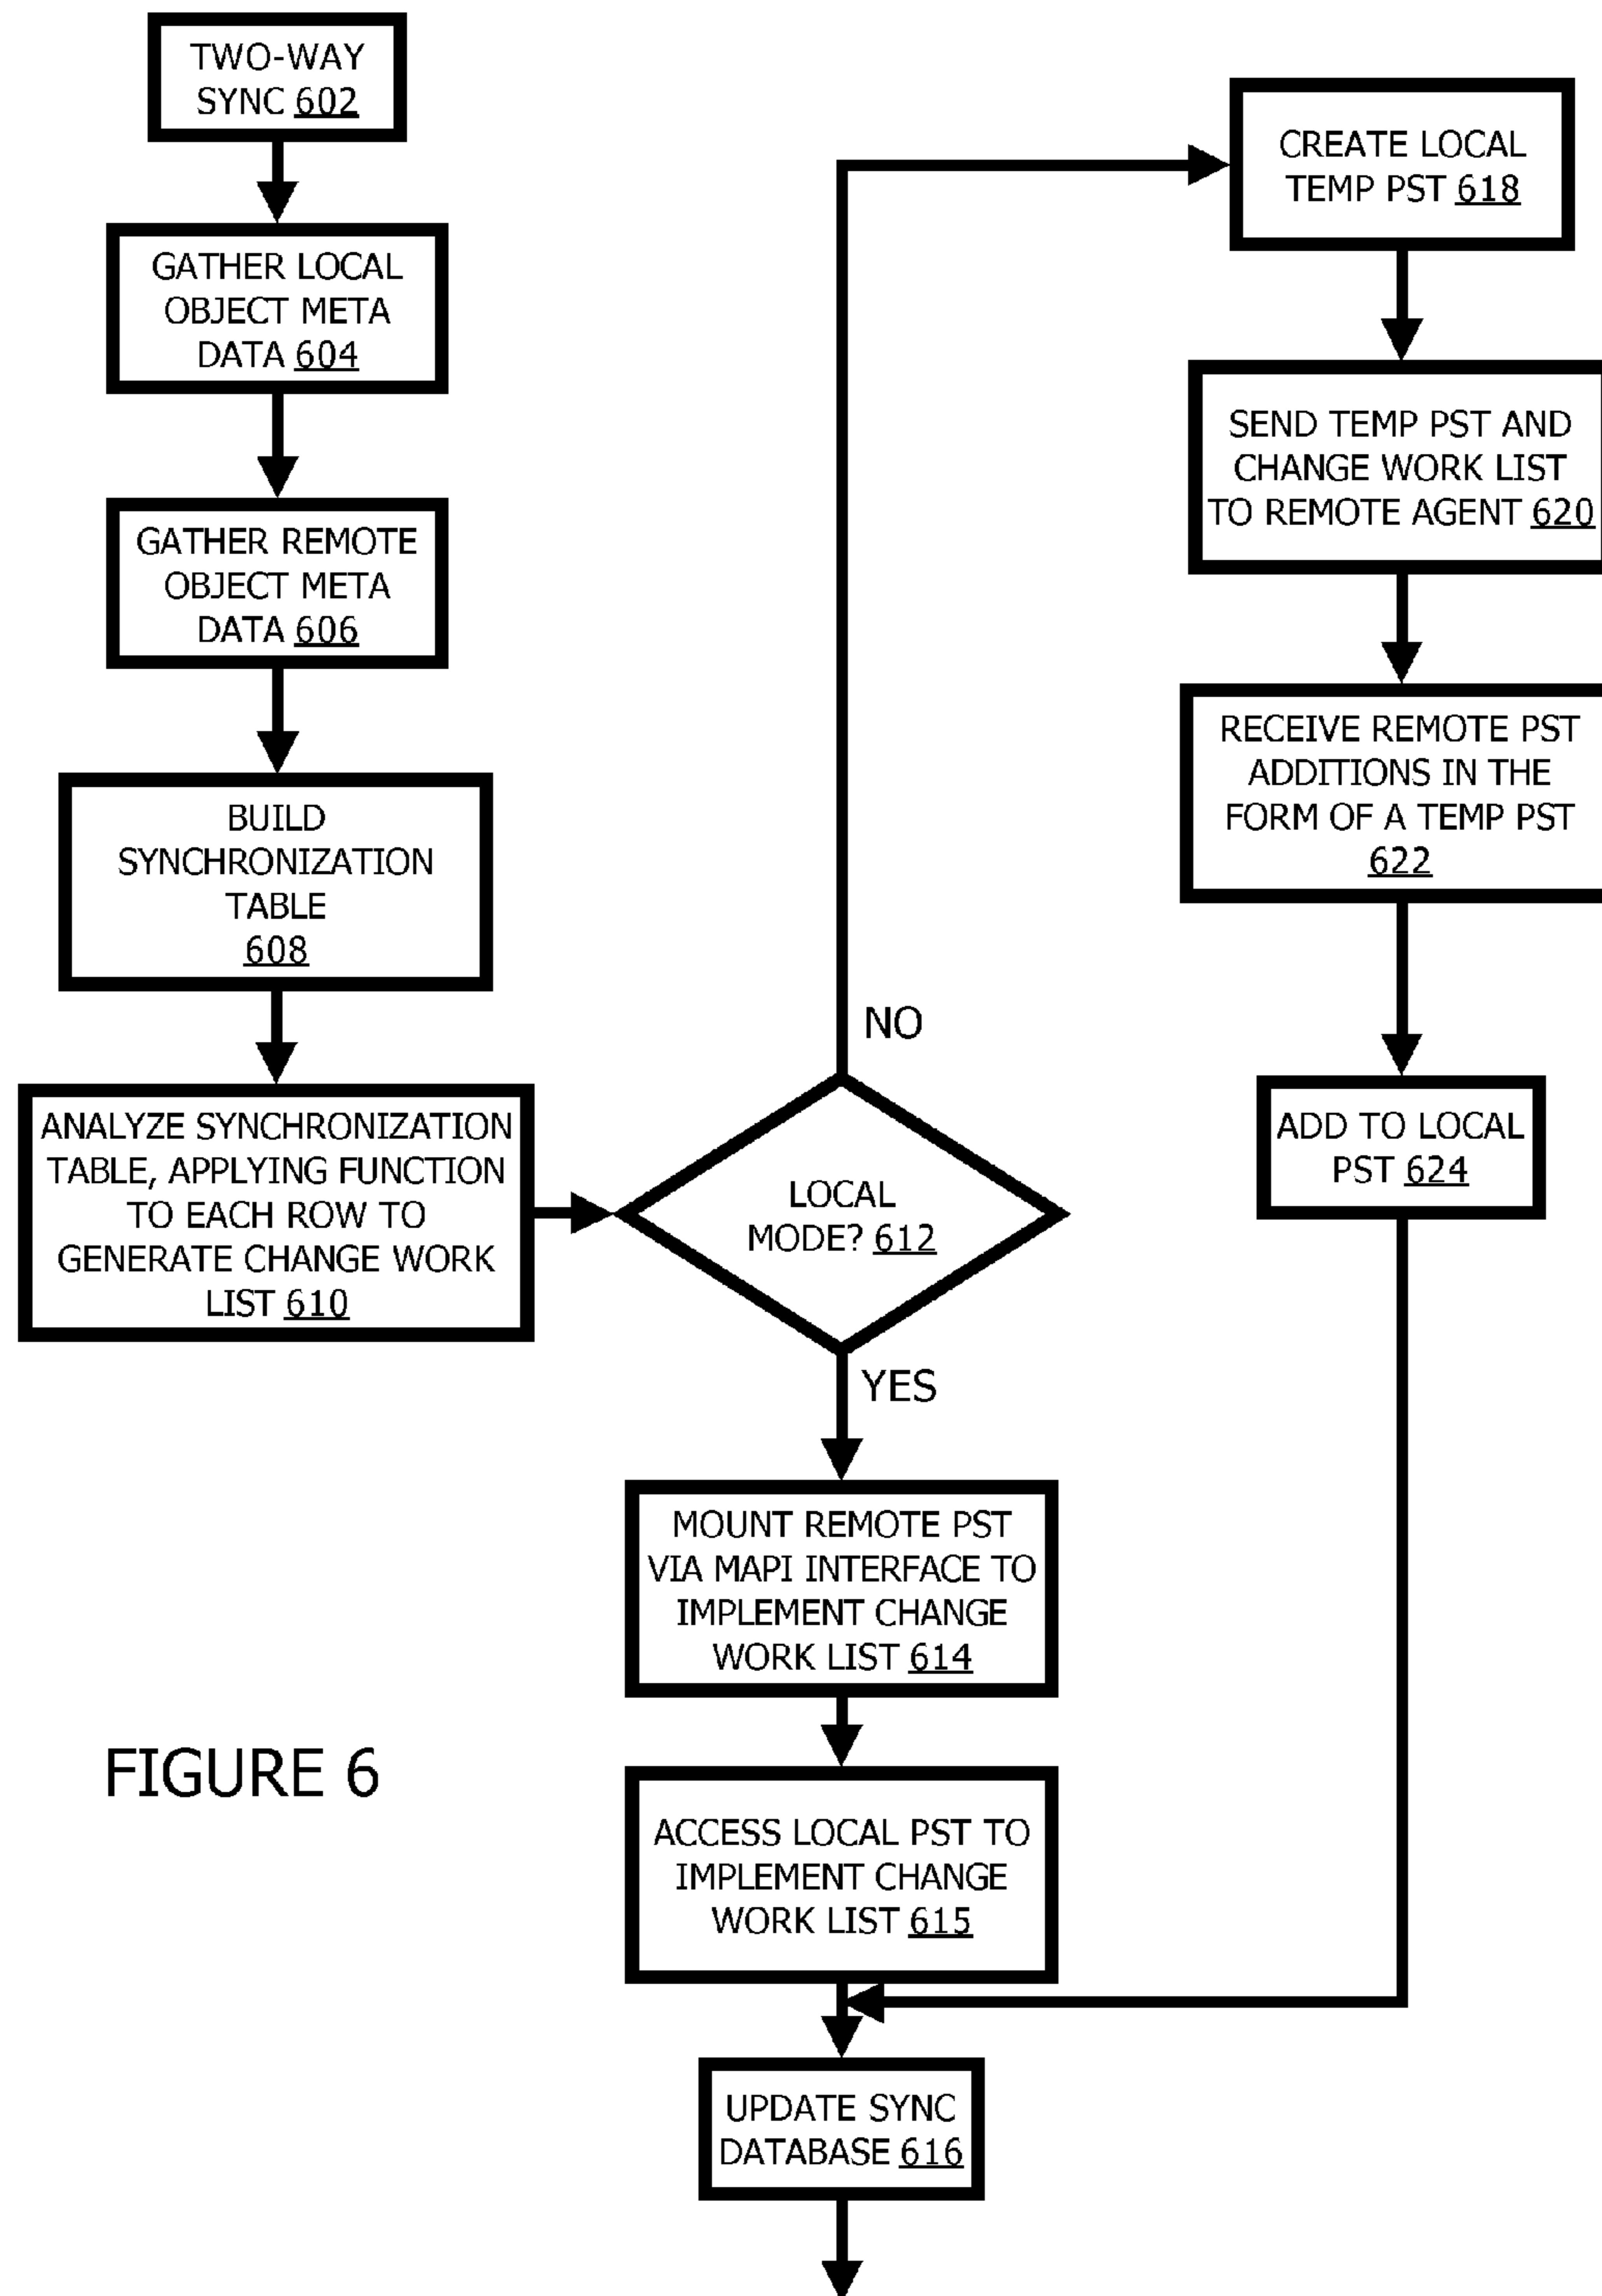 TWO-WAY
SYNC 602
GATHER LOCAL
OBJECT META
DATA 604
GATHER REMOTE
OBJECT META
DATA 606
BUILD
SYNCHRONIZATION
TABLE
608
ANALYZE SYNCHRONIZATION
TABLE, APPLYING FUNCTION
TO EACH ROW TO
GENERATE CHANGE WORK
LIST 610
LOCAL
MODE? 612
NO
YES
MOUNT REMOTE PST
VIA MAPI INTERFACE TO
IMPLEMENT CHANGE
WORK LIST 614
ACCESS LOCAL PST TO
IMPLEMENT CHANGE
WORK LIST 615
UPDATE SYNC
DATABASE 616
CREATE LOCAL
TEMP PST 618
SEND TEMP PST AND
CHANGE WORK LIST
TO REMOTE AGENT 620
RECEIVE REMOTE PST
ADDITIONS IN THE
FORM OF A TEMP PST
622
ADD TO LOCAL
PST 624
FIGURE 6